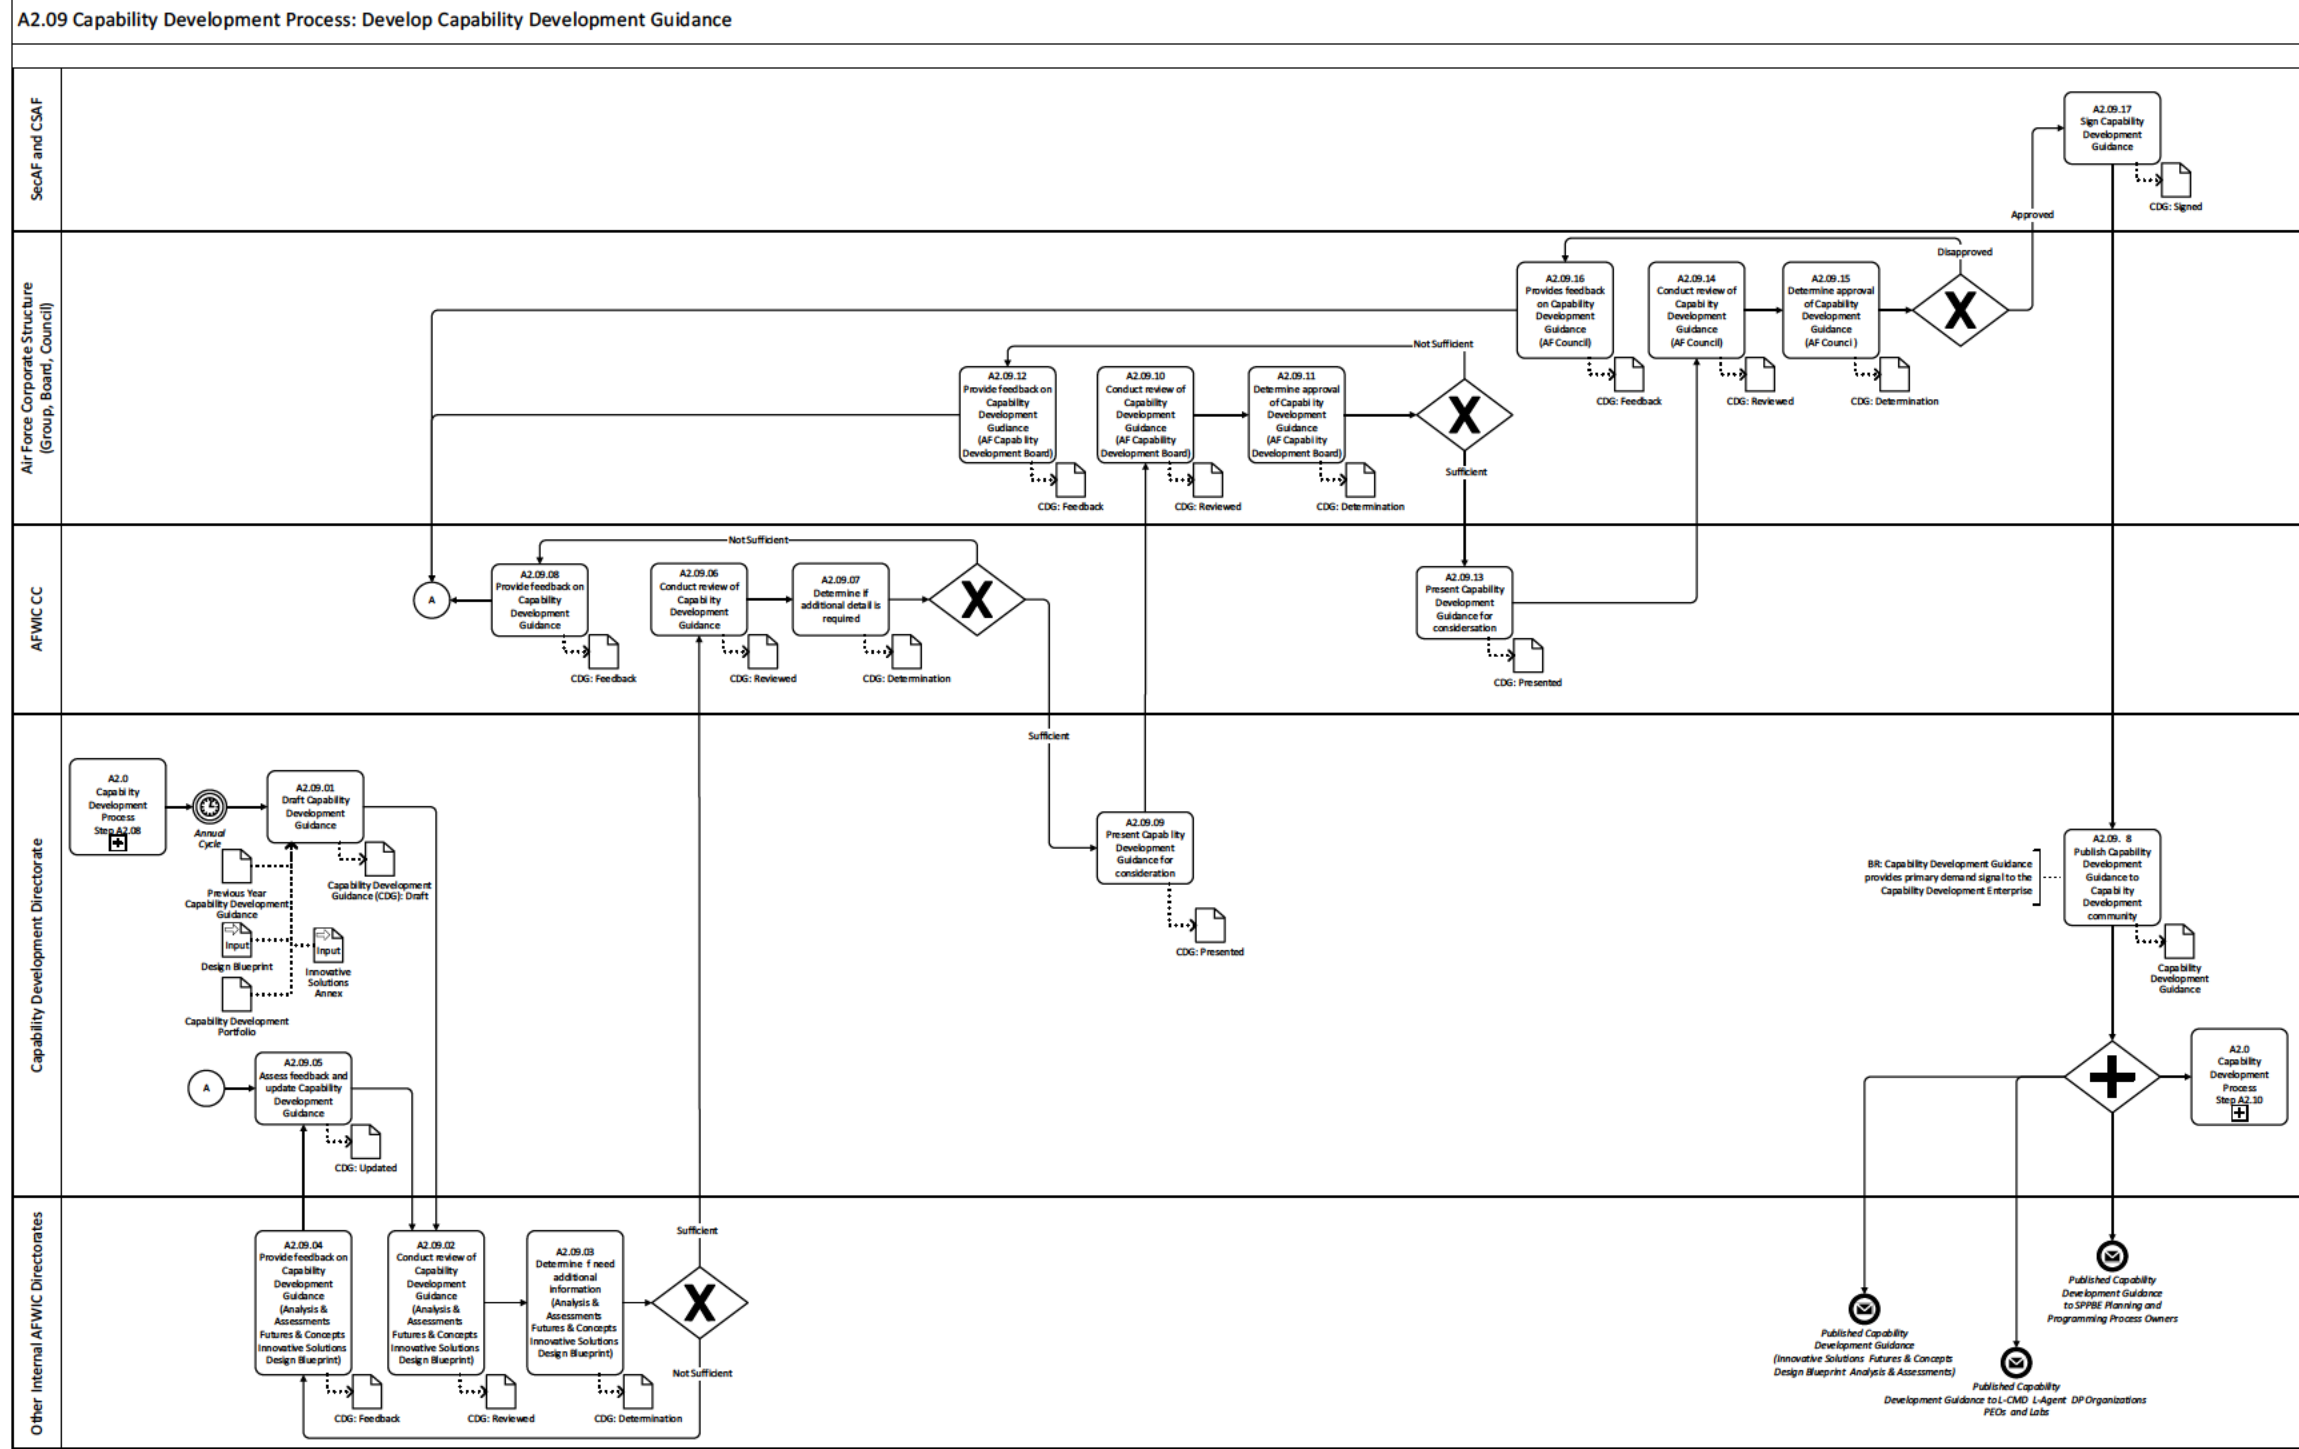 A2.09 Capability Development Process: Develop Capability Development Guidance
SecAF and CSAF
A2.09.17
Sign Capability
Development
Guidance
CDG: Signed
Approved
Air Force Corporate Structure
(Group, Board, Council)
Disapproved
A2.09.16
Provides feedback
on Capability
Development
Guidance
(AF Council)
CDG: Feedback
A2.09.14
Conduct review of
Capability
Development
Guidance
(AF Council)
CDG: Reviewed
A2.09.15
Determine approval
of Capability
Development
Guidance
(AF Counci )
CDG: Determination
X
Not Sufficient
A2.09.12
Provide feedback on
Capability
Development
Gudiance
(AF Capability
Development Board)
CDG: Feedback
A2.09.10
Conduct review of
Capability
Development
Guidance
(AF Capability
Development Board)
CDG: Reviewed
A2.09.11
Determine approval
of Capability
Development
Guidance
(AF Capability
Development Board)
CDG: Determination
X
Sufficient
AFWIC CC
Not Sufficient
A
A2.09.08
Provide feedback on
Capability
Development
Guidance
CDG: Feedback
A2.09.06
Conduct review of
Capability
Development
Guidance
CDG: Reviewed
A2.09.07
Determine if
additional detail is
required
CDG: Determination
X
A2.09.13
Present Capability
Development
Guidance for
considersation
CDG: Presented
Capability Development Directorate
Sufficient
A2.0
Capability
Development
Process
Step A2.08
Annual
Cycle
A2.09.01
Draft Capability
Development
Guidance
Capability Development
Guidance (CDG): Draft
Previous Year
Capability Development
Guidance
Input
Design Blueprint
Input
Innovative
Solutions
Annex
Capability Development
Portfolio
A2.09.09
Present Capability
Development
Guidance for
consideration
CDG: Presented
BR: Capability Development Guidance
provides primary demand signal to the
Capability Development Enterprise
A2.09. 8
Publish Capability
Development
Guidance to
Capability
Development
community
Capability
Development
Guidance
A2.0
Capability
Development
Process
Step A2.10
A
A2.09.05
Assess feedback and
update Capability
Development
Guidance
CDG: Updated
Other Internal AFWIC Directorates
A2.09.04
Provide feedback on
Capability
Development
Guidance
(Analysis &
Assessments
Futures & Concepts
Innovative Solutions
Design Blueprint)
CDG: Feedback
A2.09.02
Conduct review of
Capability
Development
Guidance
(Analysis &
Assessments
Futures & Concepts
Innovative Solutions
Design Blueprint)
CDG: Reviewed
A2.09.03
Determine f need
additional
information
(Analysis &
Assessments
Futures & Concepts
Innovative Solutions
Design Blueprint)
CDG: Determination
Sufficient
X
Not Sufficient
Published Capability
Development Guidance
(Innovative Solutions Futures & Concepts
Design Blueprint Analysis & Assessments)
Published Capability
Development Guidance to L-CMD L-Agent DP Organizations
PEOs and Labs
Published Capability
Development Guidance
to SPPBE Planning and
Programming Process Owners